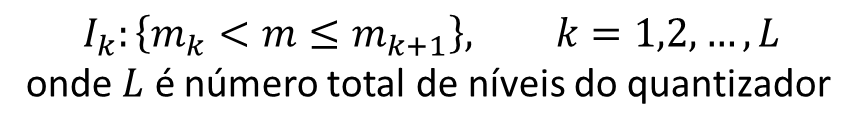 I_k: {m_k < m ≤ m_{k+1}}, k = 1,2, … , L
onde L é número total de níveis do quantizador